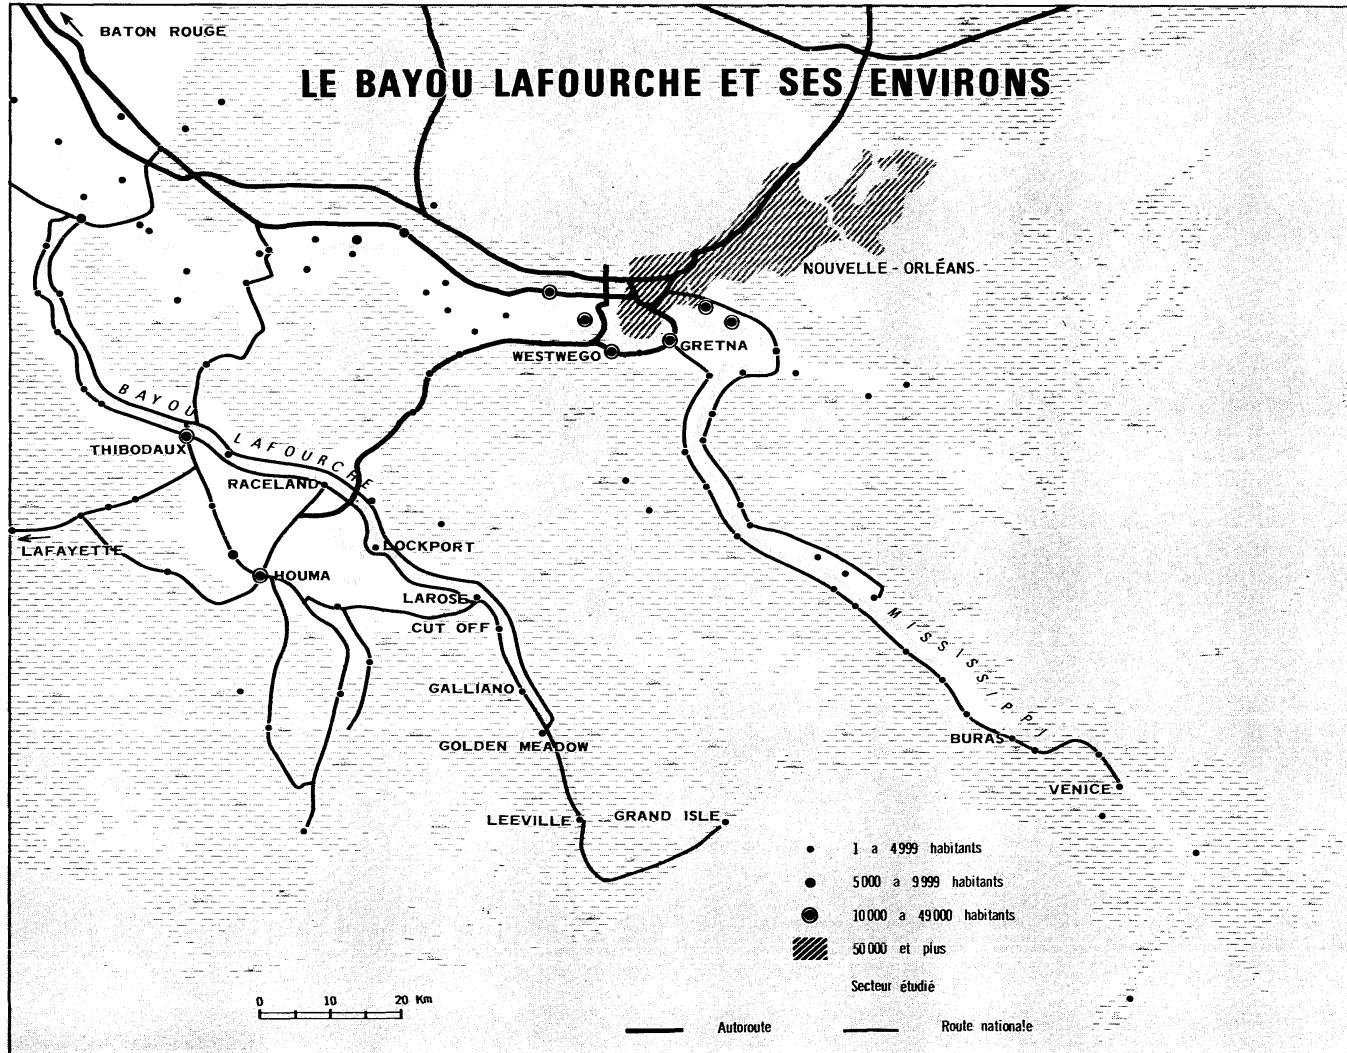 BATON ROUGE
LE BAYOU LAFOURCHE ET SES ENVIRONS
NOUVELLE-ORLÉANS
WESTWEGO
GRETNA
BAYOU LAFOURCHE
THIBODAUX
RACELAND
LAFAYETTE
LOCKPORT
HOUMA
LAROSE
CUT OFF
MISSISSIPPI
GALLIANO
GOLDEN MEADOW
BURAS
VENICE
LEEVILLE
GRAND ISLE
1 a 4999 habitants
5000 a 9999 habitants
10000 a 49000 habitants
50000 et plus
Secteur étudié
0 10 20 Km
Autoroute
Route nationale